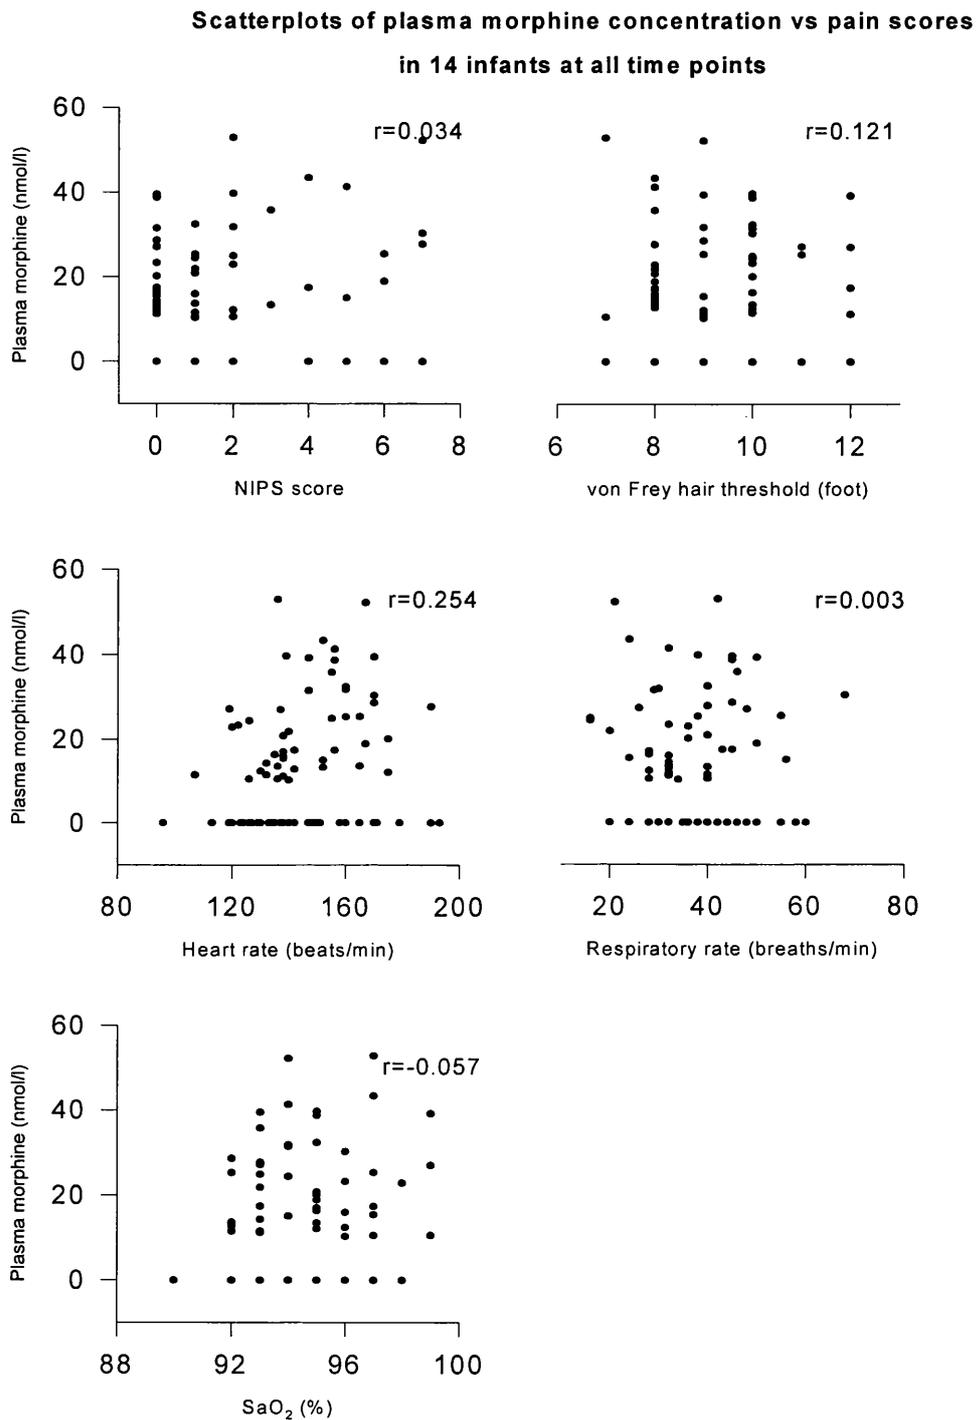 Scatterplots of plasma morphine concentration vs pain scores
in 14 infants at all time points
60
40
20
0
Plasma morphine (nmol/l)
r=0.034
0 2 4 6 8
NIPS score
r=0.121
6 8 10 12
von Frey hair threshold (foot)
60
40
20
0
Plasma morphine (nmol/l)
r=0.254
80 120 160 200
Heart rate (beats/min)
r=0.003
20 40 60 80
Respiratory rate (breaths/min)
60
40
20
0
Plasma morphine (nmol/l)
r=-0.057
88 92 96 100
SaO₂ (%)